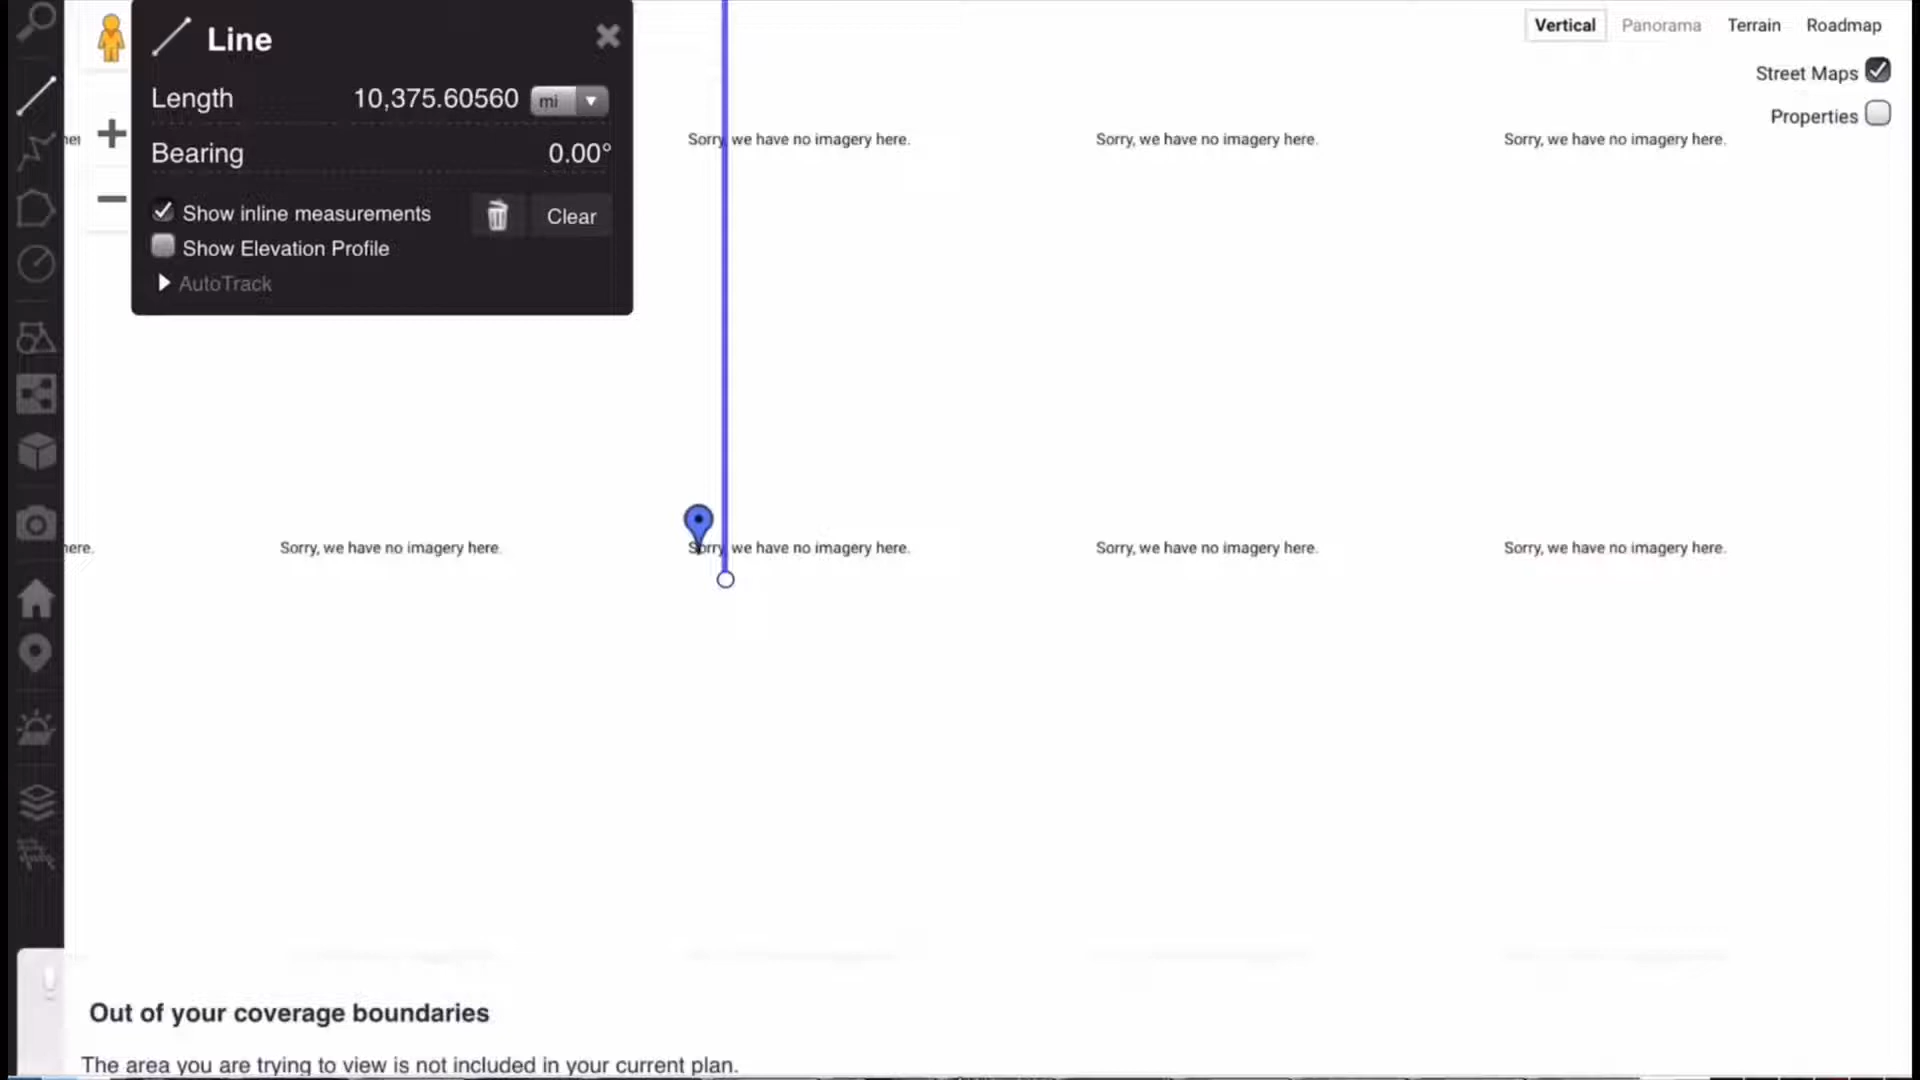 Line
Length 10,375.60560 mi
Bearing 0.00°
Show inline measurements
Clear
Show Elevation Profile
AutoTrack
Vertical Panorama Terrain Roadmap
Street Maps
Properties
Sorry, we have no imagery here. Sorry, we have no imagery here. Sorry, we have no imagery here.
here. Sorry, we have no imagery here. Sorry, we have no imagery here. Sorry, we have no imagery here. Sorry, we have no imagery here.
Out of your coverage boundaries
The area you are trying to view is not included in your current plan.